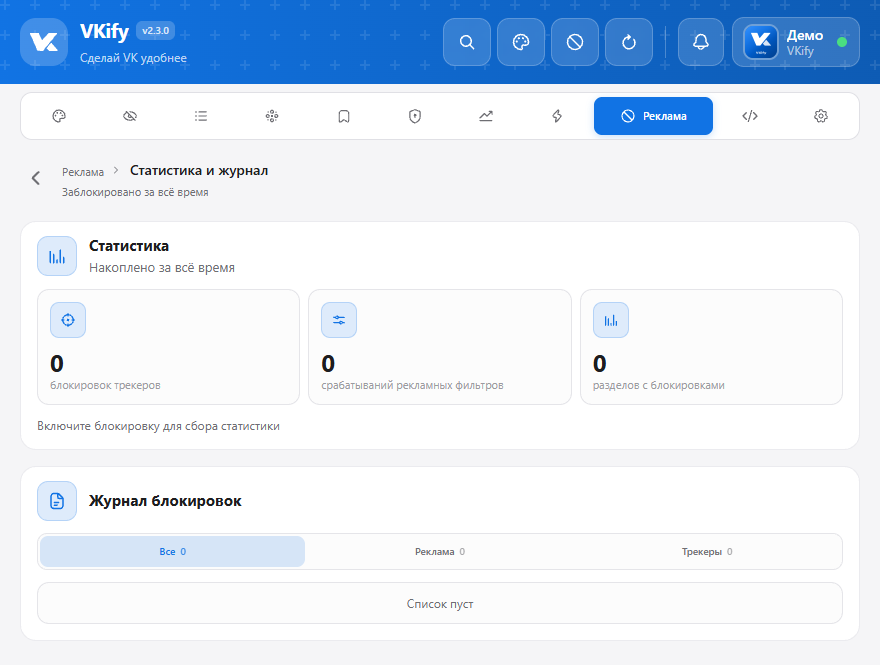 VKify v2.3.0
Сделай VK удобнее
Демо
VKify
Реклама
Реклама > Статистика и журнал
Заблокировано за всё время
Статистика
Накоплено за всё время
0 0 0
блокировок трекеров срабатываний рекламных фильтров разделов с блокировками
Включите блокировку для сбора статистики
Журнал блокировок
Все 0 Реклама 0 Трекеры 0
Список пуст